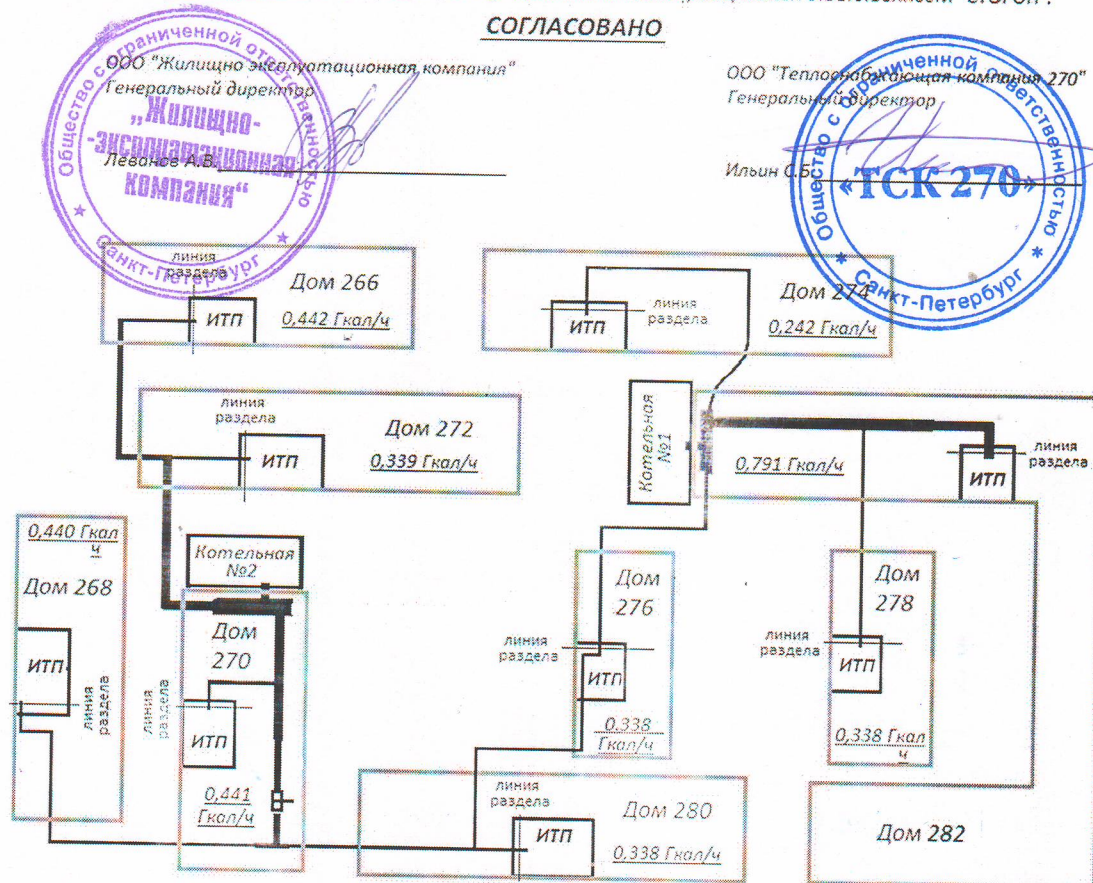 СОГЛАСОВАНО
ООО "Жилищно эксплуатационная компания"
Генеральный директор
Леванов А.В.
Общество с ограниченной ответственностью
„Жилищно-
-эксплуатационная
компания“
Санкт-Петербург
ООО "Теплоснабжающая компания 270"
Генеральный директор
Ильин С.Б.
Общество с ограниченной ответственностью
«ТСК 270»
Санкт-Петербург
линия
раздела
Дом 266
ИТП
0,442 Гкал/ч
Дом 274
линия
раздела
ИТП
0,242 Гкал/ч
линия
раздела
Дом 272
ИТП
0,339 Гкал/ч
Котельная
№1
0,791 Гкал/ч
линия
раздела
ИТП
0,440 Гкал
ч
Дом 268
ИТП
линия
раздела
Котельная
№2
Дом
270
линия
раздела
ИТП
0,441
Гкал/ч
Дом
276
линия
раздела
ИТП
0.338
Гкал/ч
Дом
278
линия
раздела
ИТП
0,338 Гкал
ч
линия
раздела
Дом 280
ИТП
0,338 Гкал/ч
Дом 282